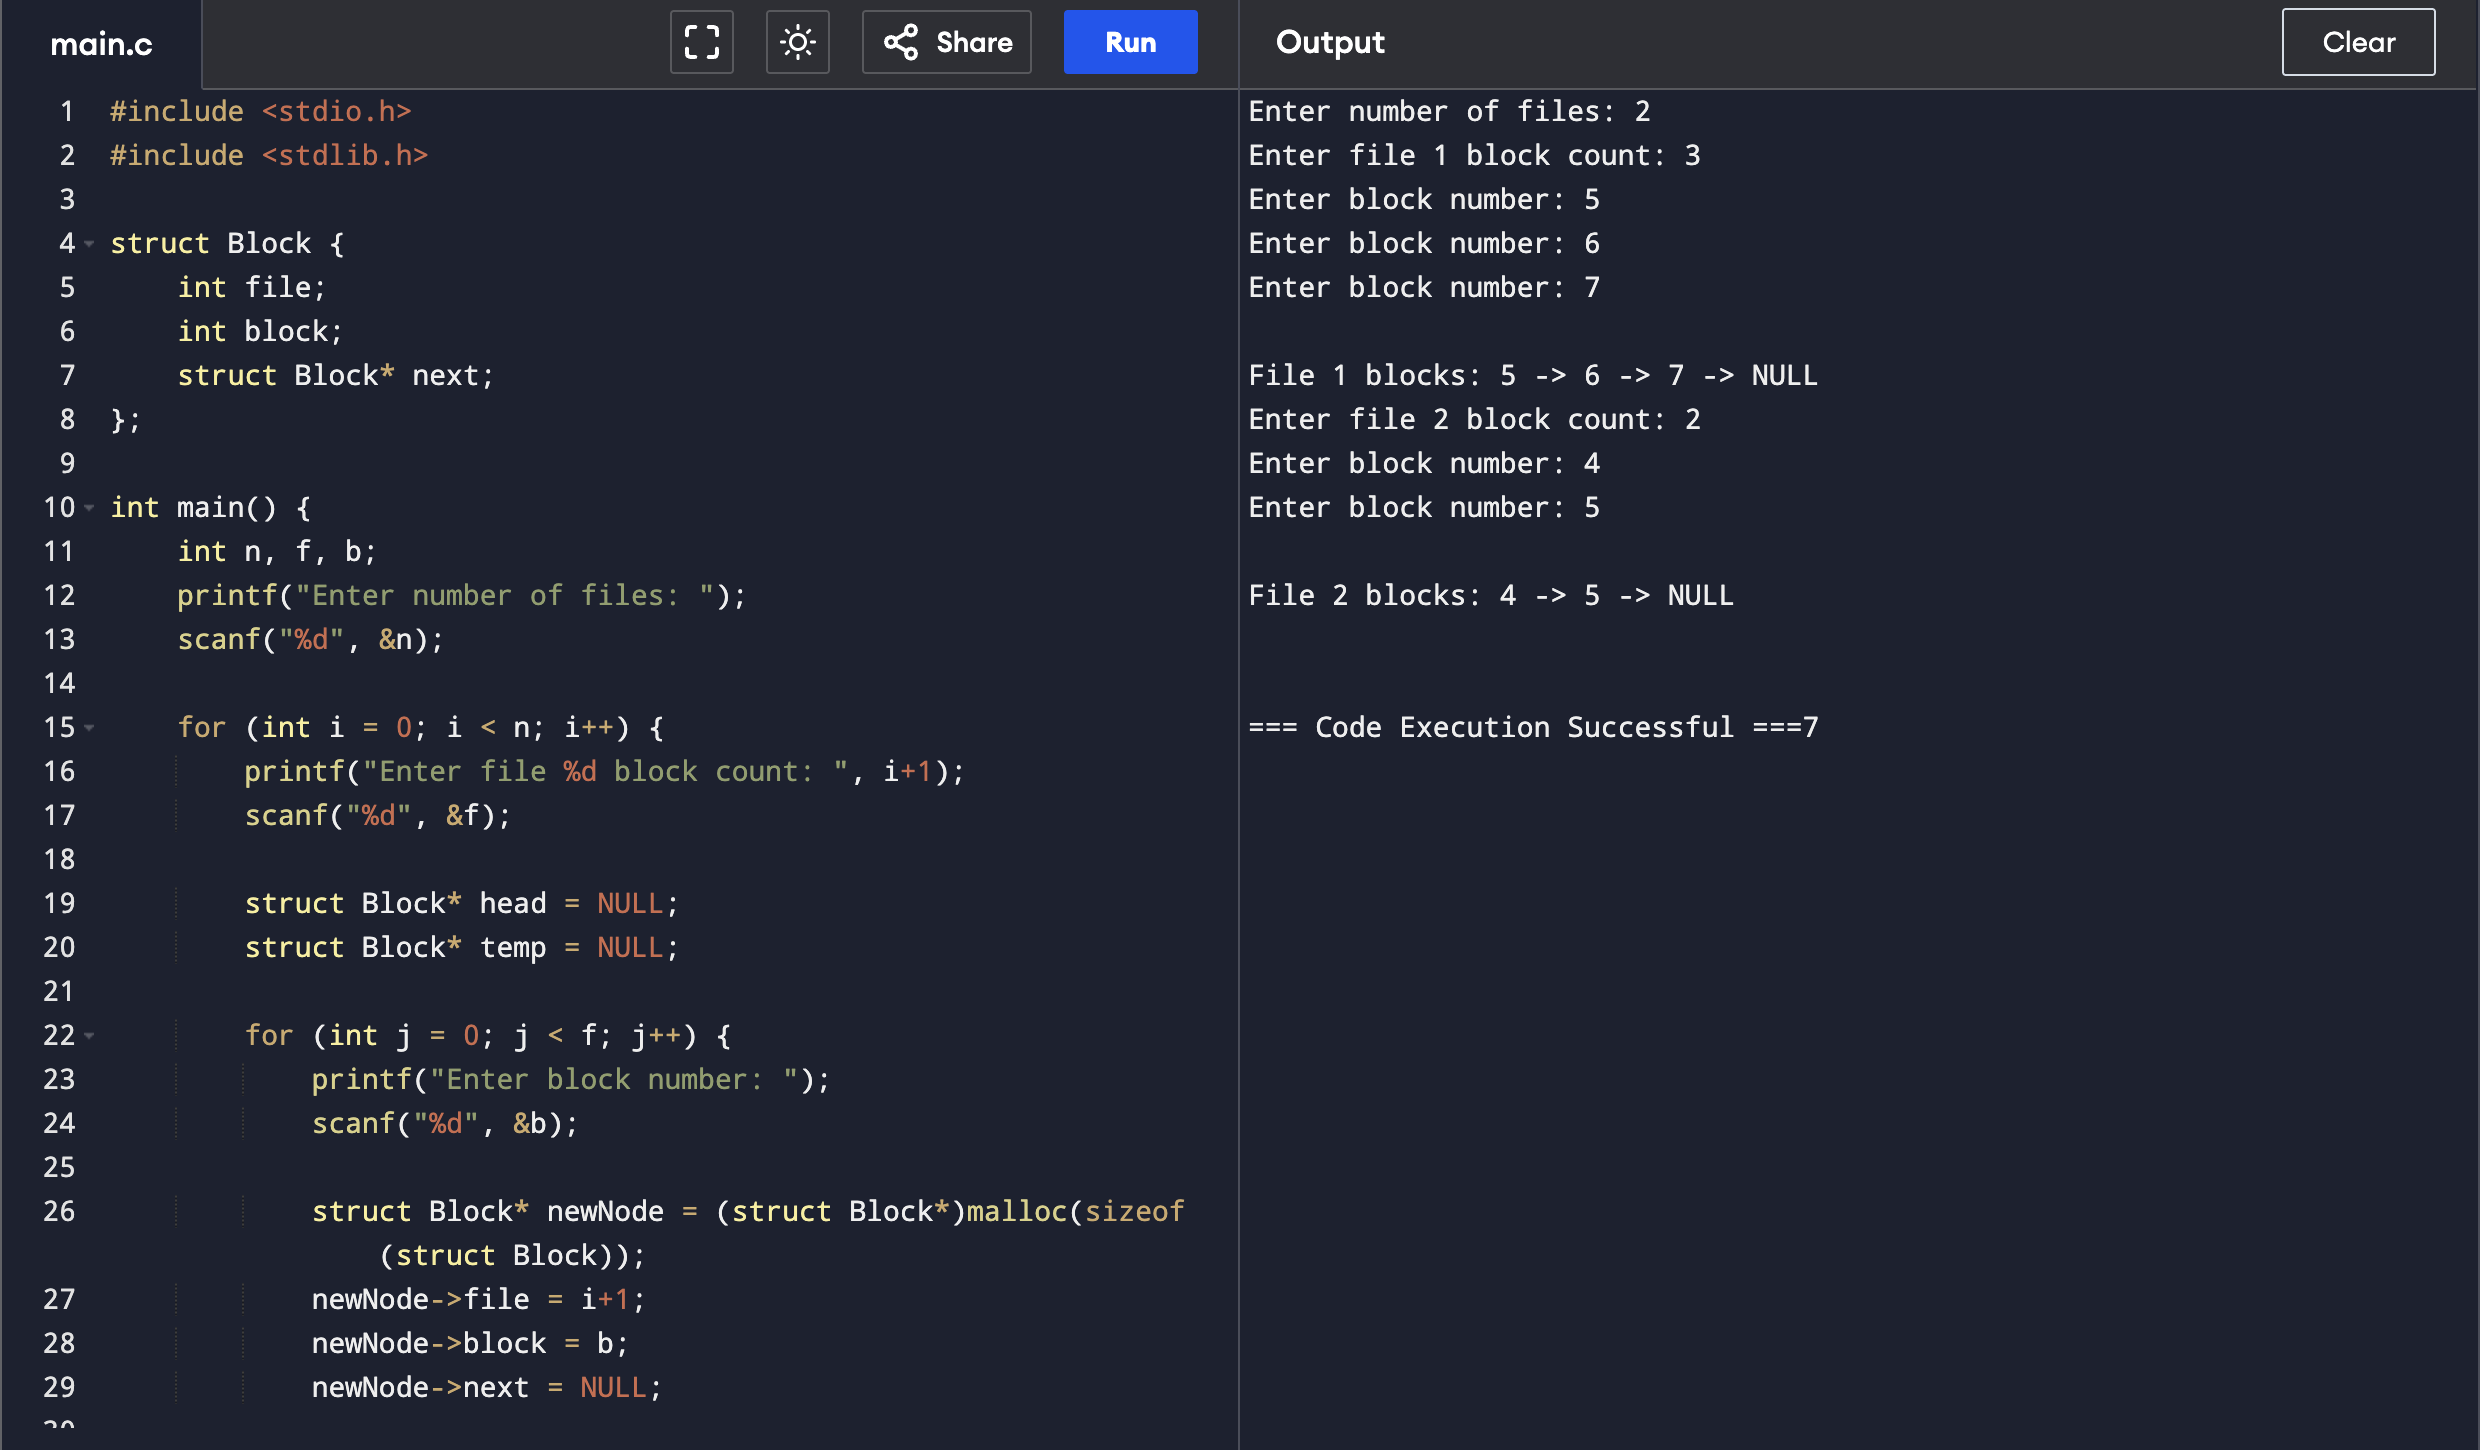 main.c
Share
Run
Output
Clear
1 #include <stdio.h>
2 #include <stdlib.h>
3
4 struct Block {
5     int file;
6     int block;
7     struct Block* next;
8 };
9
10 int main() {
11     int n, f, b;
12     printf("Enter number of files: ");
13     scanf("%d", &n);
14
15     for (int i = 0; i < n; i++) {
16         printf("Enter file %d block count: ", i+1);
17         scanf("%d", &f);
18
19         struct Block* head = NULL;
20         struct Block* temp = NULL;
21
22         for (int j = 0; j < f; j++) {
23             printf("Enter block number: ");
24             scanf("%d", &b);
25
26             struct Block* newNode = (struct Block*)malloc(sizeof
                (struct Block));
27             newNode->file = i+1;
28             newNode->block = b;
29             newNode->next = NULL;
30
Enter number of files: 2
Enter file 1 block count: 3
Enter block number: 5
Enter block number: 6
Enter block number: 7

File 1 blocks: 5 -> 6 -> 7 -> NULL
Enter file 2 block count: 2
Enter block number: 4
Enter block number: 5

File 2 blocks: 4 -> 5 -> NULL


=== Code Execution Successful ===7